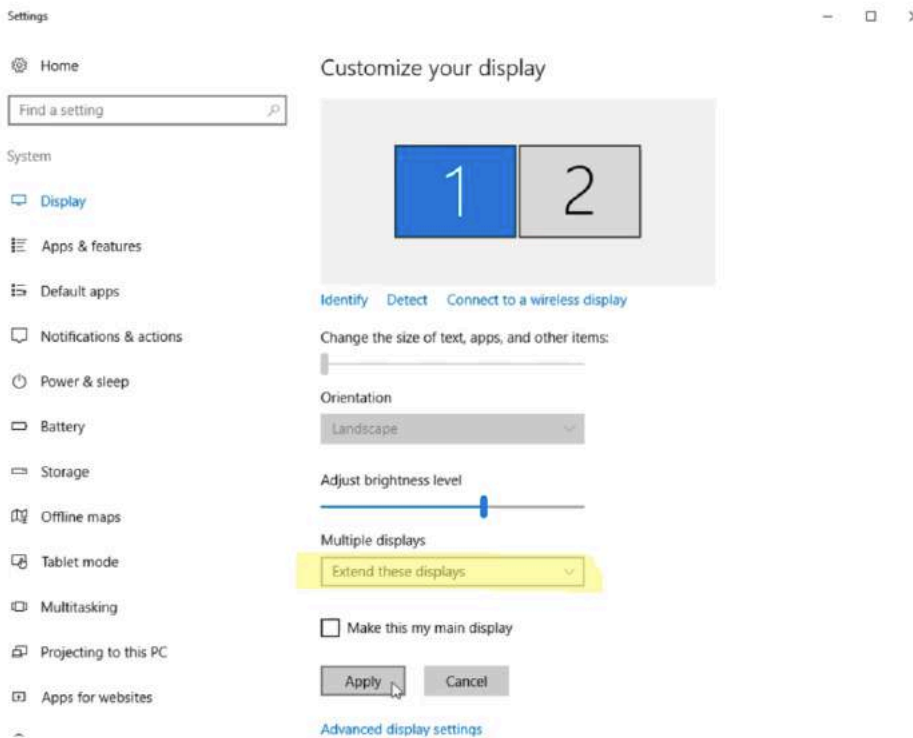 Settings
Home
Find a setting
System
Display
Apps & features
Default apps
Notifications & actions
Power & sleep
Battery
Storage
Offline maps
Tablet mode
Multitasking
Projecting to this PC
Apps for websites
Customize your display
1 2
Identify Detect Connect to a wireless display
Change the size of text, apps, and other items:
Orientation
Landscape
Adjust brightness level
Multiple displays
Extend these displays
Make this my main display
Apply Cancel
Advanced display settings